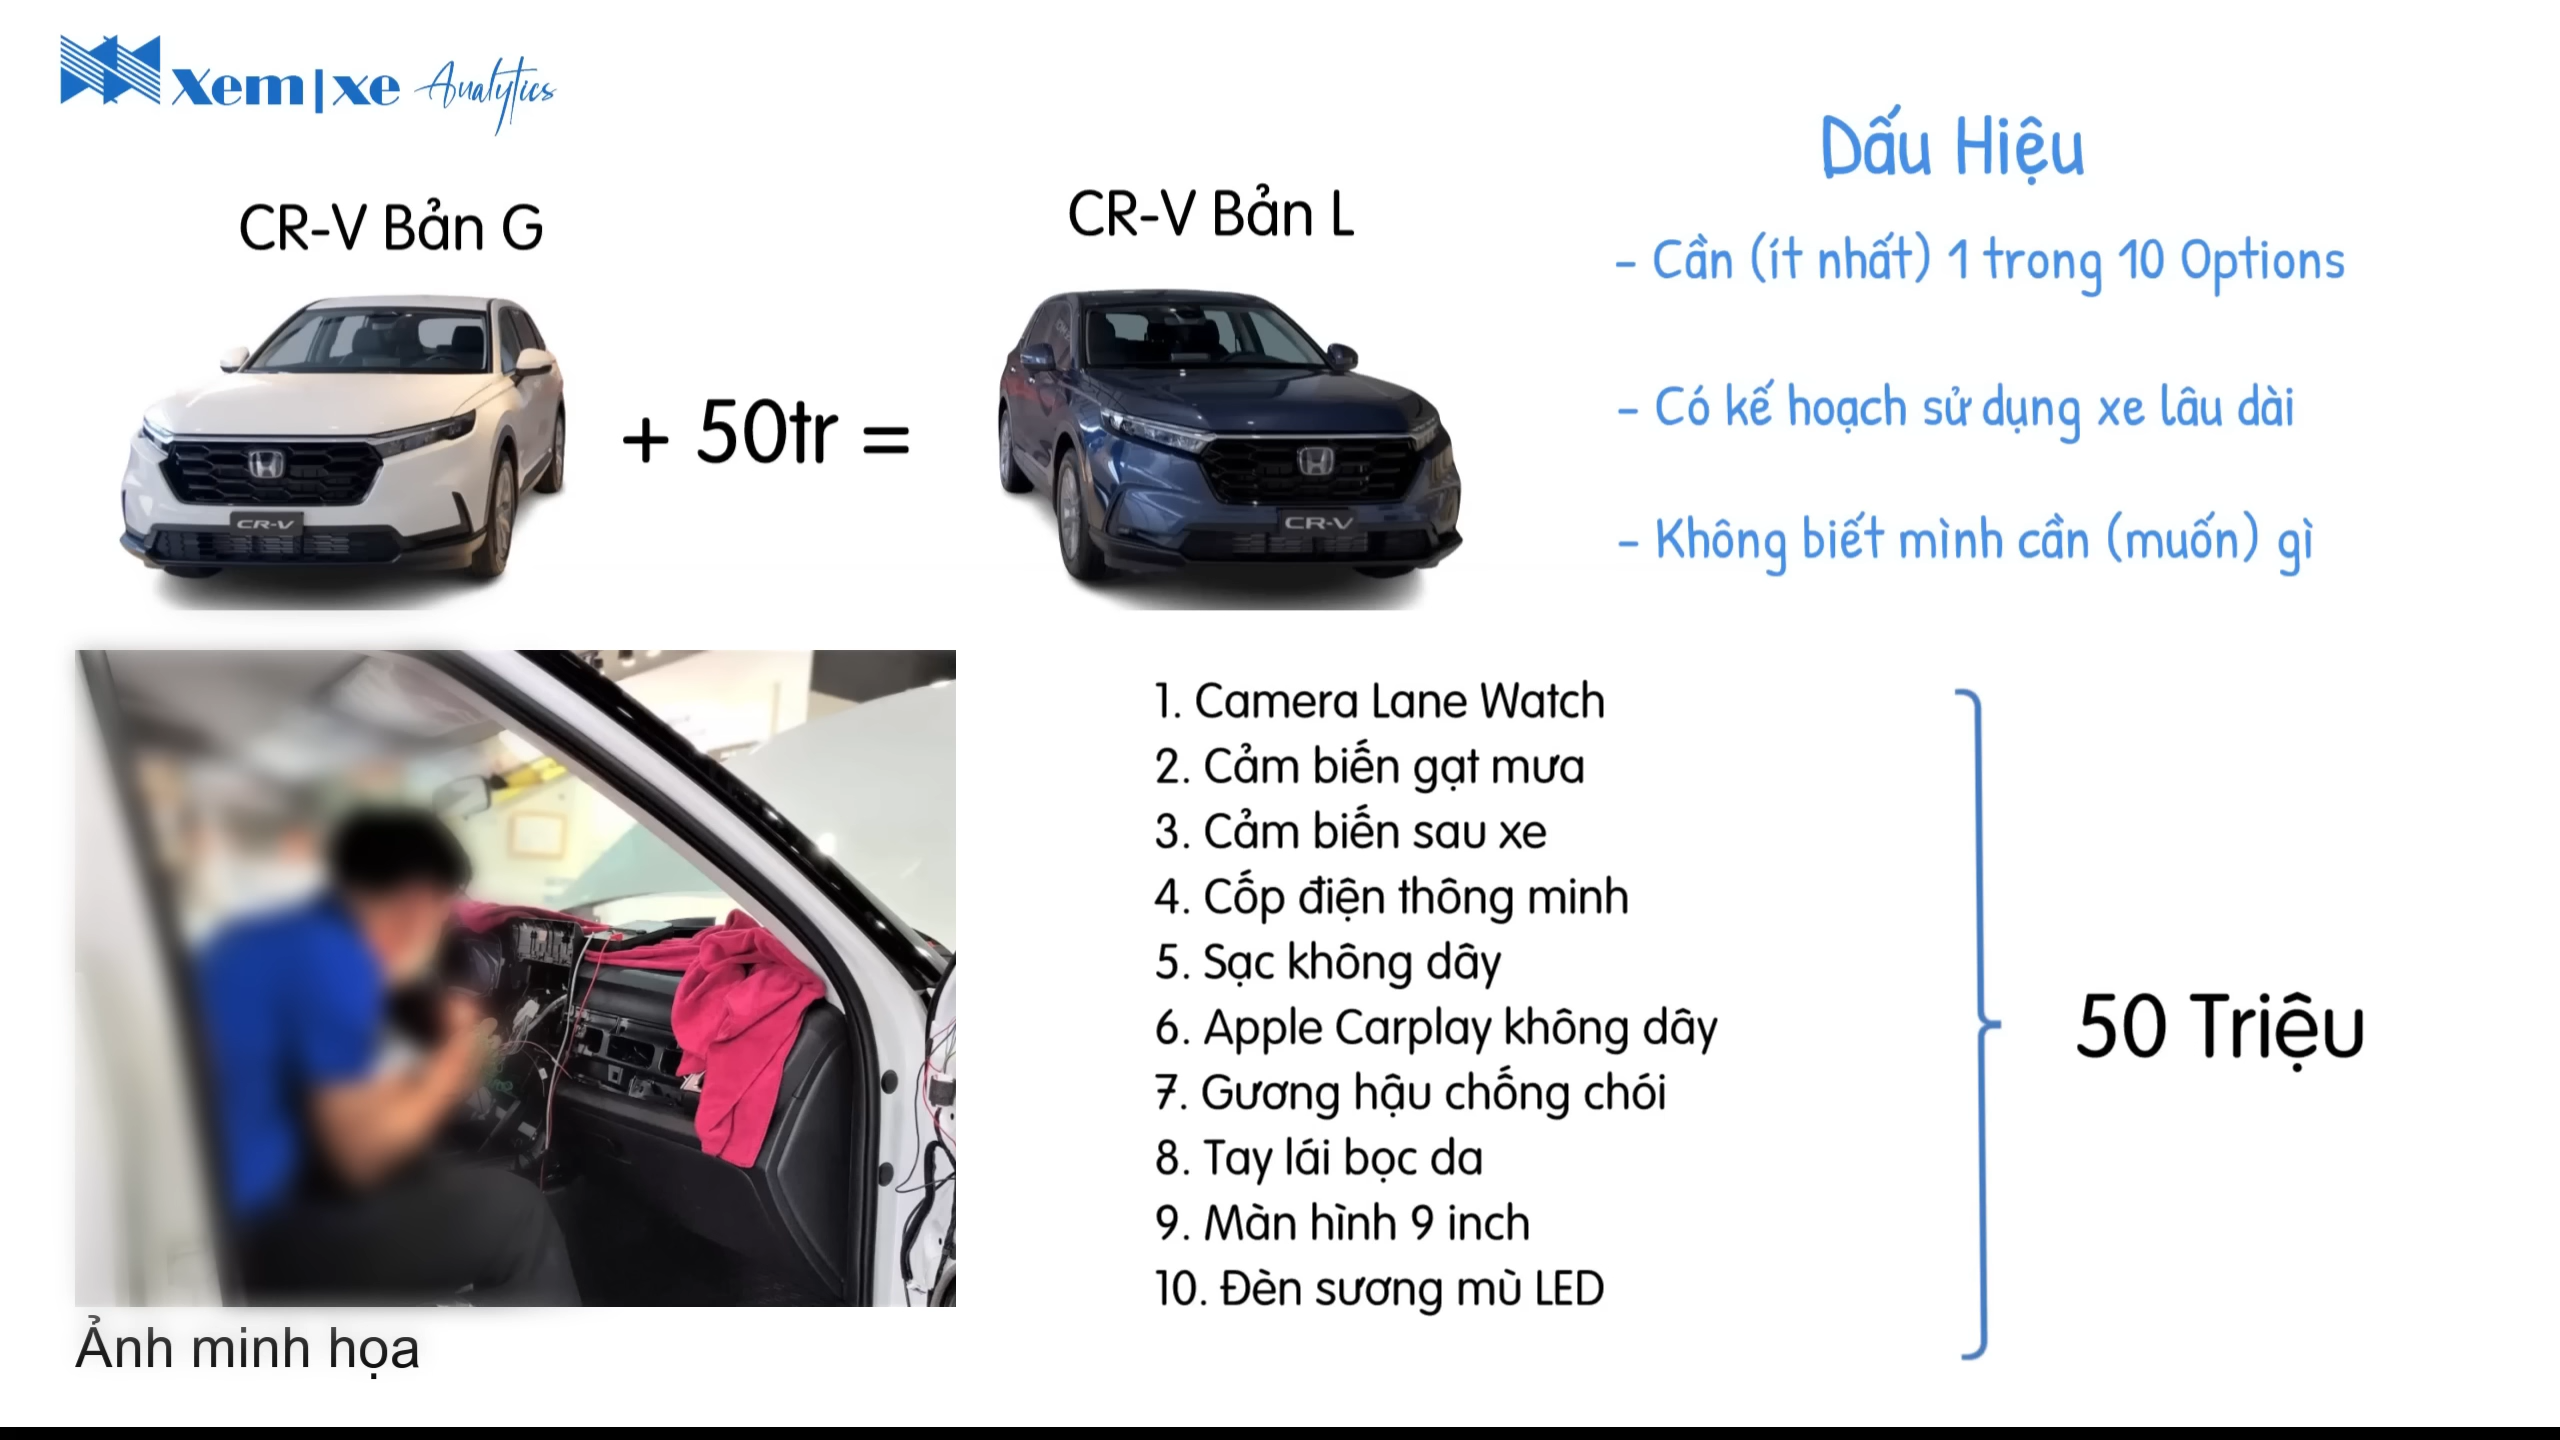 Xem|xe Analytics
Dấu Hiệu
CR-V Bản G
CR-V Bản L
- Cần (ít nhất) 1 trong 10 Options
- Có kế hoạch sử dụng xe lâu dài
- Không biết mình cần (muốn) gì
+ 50tr =
CR-V
CR-V
1. Camera Lane Watch
2. Cảm biến gạt mưa
3. Cảm biến sau xe
4. Cốp điện thông minh
5. Sạc không dây
6. Apple Carplay không dây
7. Gương hậu chống chói
8. Tay lái bọc da
9. Màn hình 9 inch
10. Đèn sương mù LED
50 Triệu
Ảnh minh họa